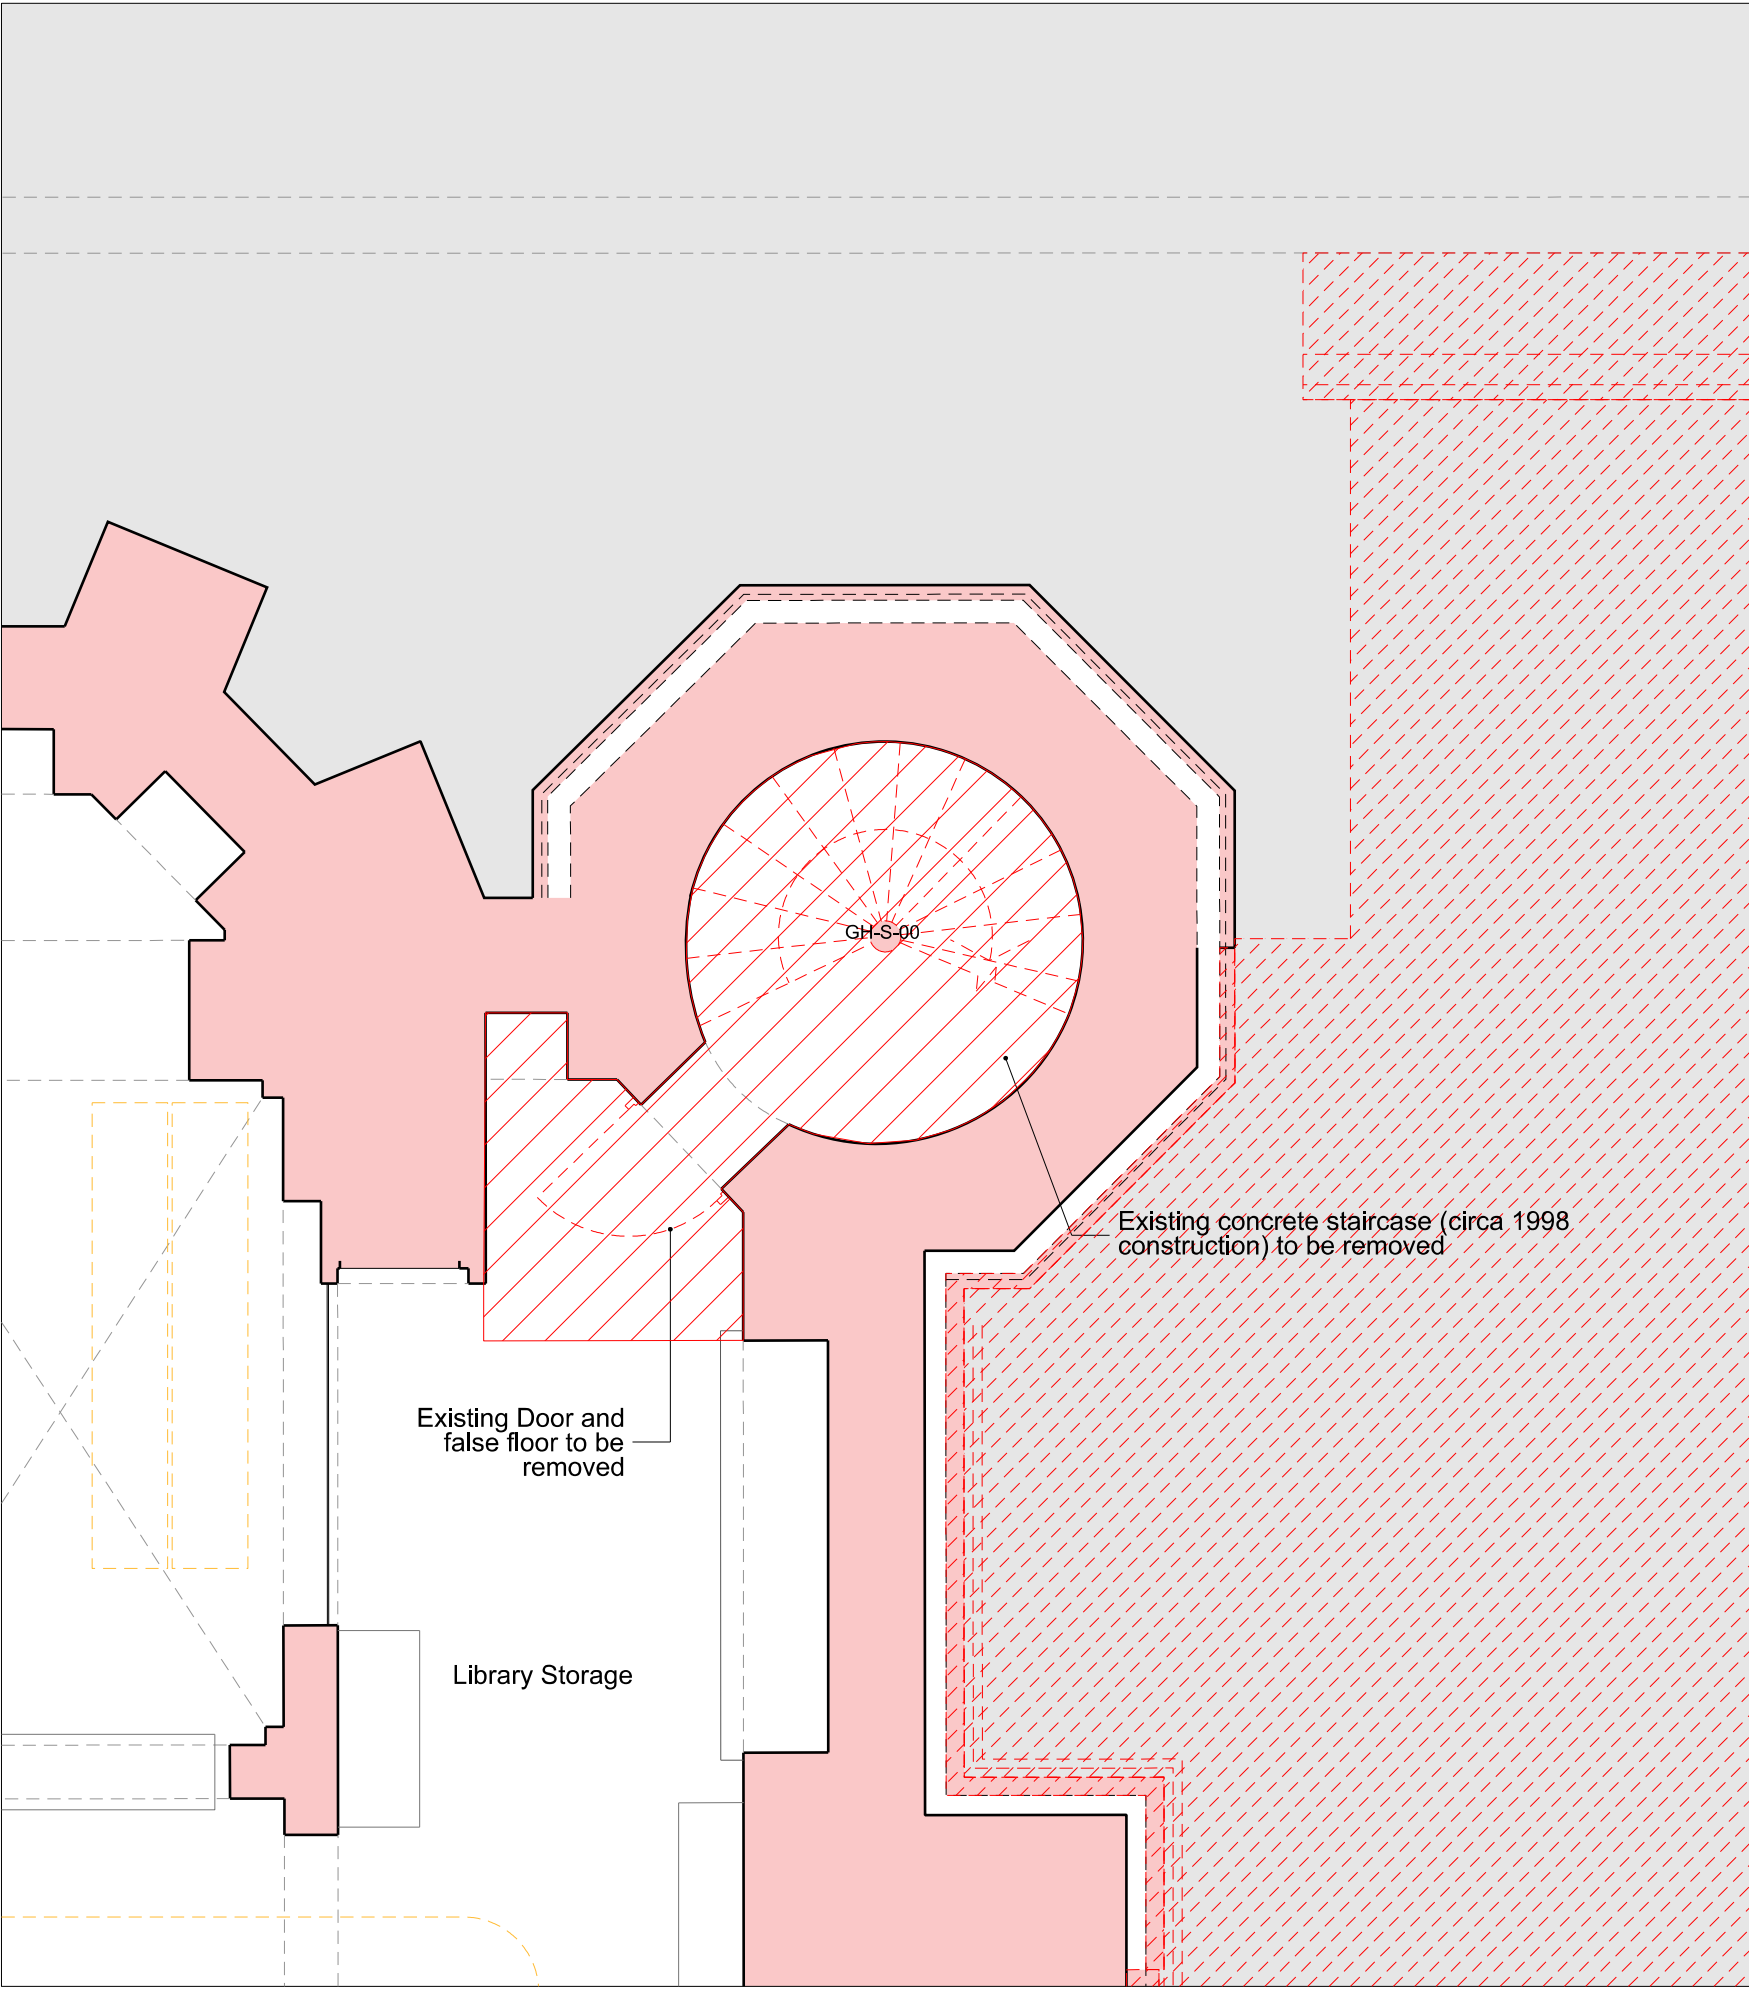 GH-S-00
Existing concrete staircase (circa 1998
construction) to be removed
Existing Door and
false floor to be
removed
Library Storage